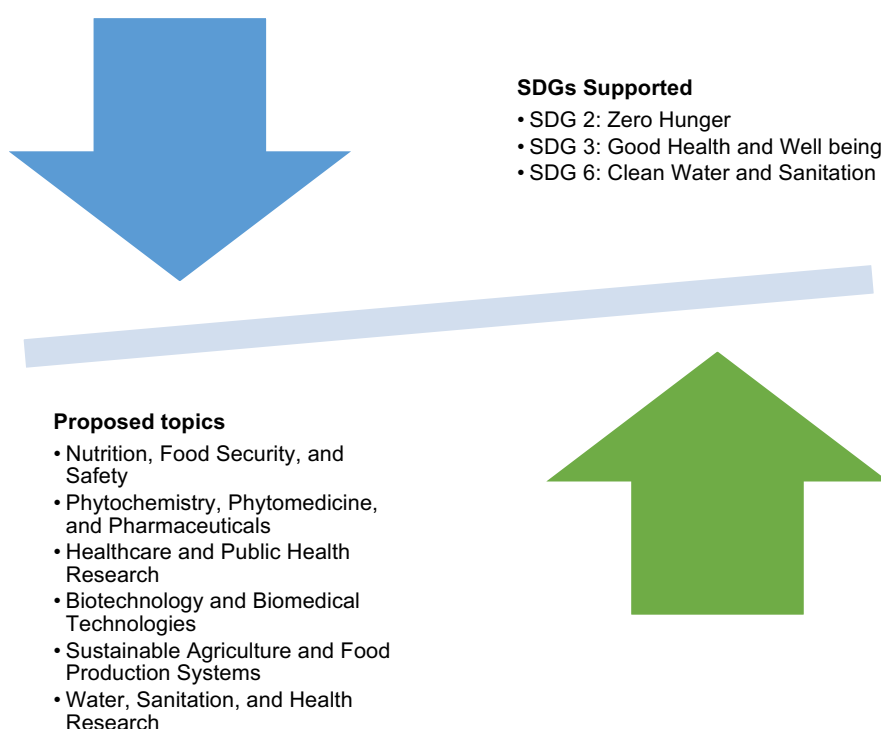 SDGs Supported
• SDG 2: Zero Hunger
• SDG 3: Good Health and Well being
• SDG 6: Clean Water and Sanitation
Proposed topics
• Nutrition, Food Security, and
Safety
• Phytochemistry, Phytomedicine,
and Pharmaceuticals
• Healthcare and Public Health
Research
• Biotechnology and Biomedical
Technologies
• Sustainable Agriculture and Food
Production Systems
• Water, Sanitation, and Health
Research